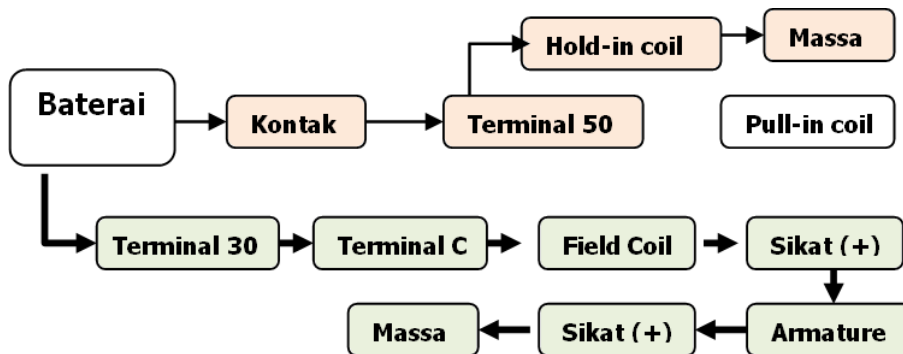 Hold-in coil
Massa
Baterai
Kontak
Terminal 50
Pull-in coil
Terminal 30
Terminal C
Field Coil
Sikat (+)
Massa
Sikat (+)
Armature